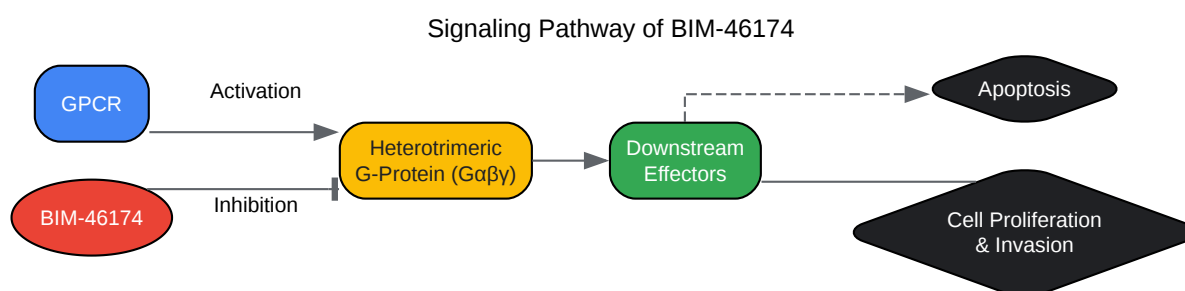 Signaling Pathway of BIM-46174
GPCR
Activation
Apoptosis
Heterotrimeric
G-Protein (Gαβγ)
Downstream
Effectors
BIM-46174
Inhibition
Cell Proliferation
& Invasion